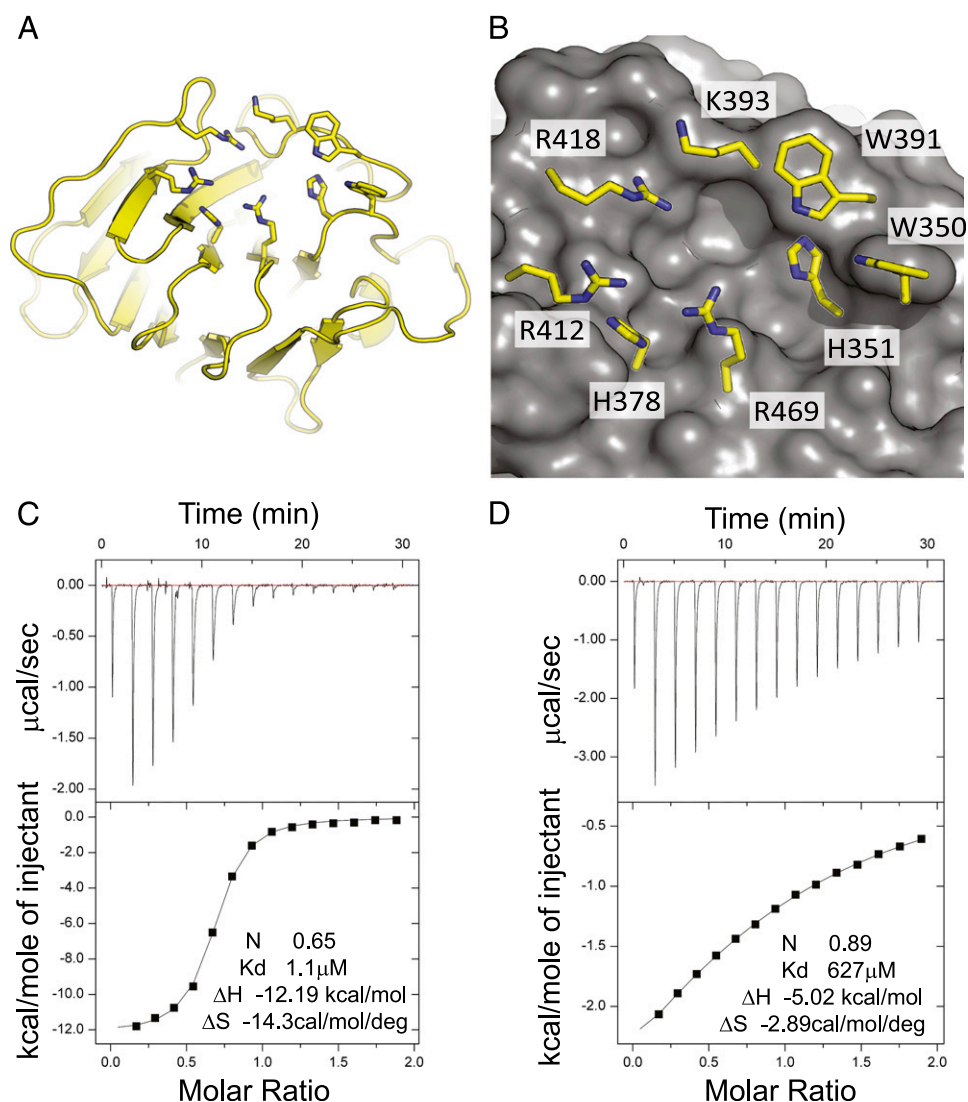 A
B
K393
R418
W391
W350
R412
H351
H378
R469
C
Time (min)
0 10 20 30
0.00
-0.50
-1.00
-1.50
-2.00
µcal/sec
0.0
-2.0
-4.0
-6.0
-8.0
-10.0
-12.0
kcal/mole of injectant
N 0.65
Kd 1.1µM
ΔH -12.19 kcal/mol
ΔS -14.3cal/mol/deg
0.0 0.5 1.0 1.5 2.0
Molar Ratio
D
Time (min)
0 10 20 30
0.00
-1.00
-2.00
-3.00
µcal/sec
-0.5
-1.0
-1.5
-2.0
kcal/mole of injectant
N 0.89
Kd 627µM
ΔH -5.02 kcal/mol
ΔS -2.89cal/mol/deg
0.0 0.5 1.0 1.5 2.0
Molar Ratio